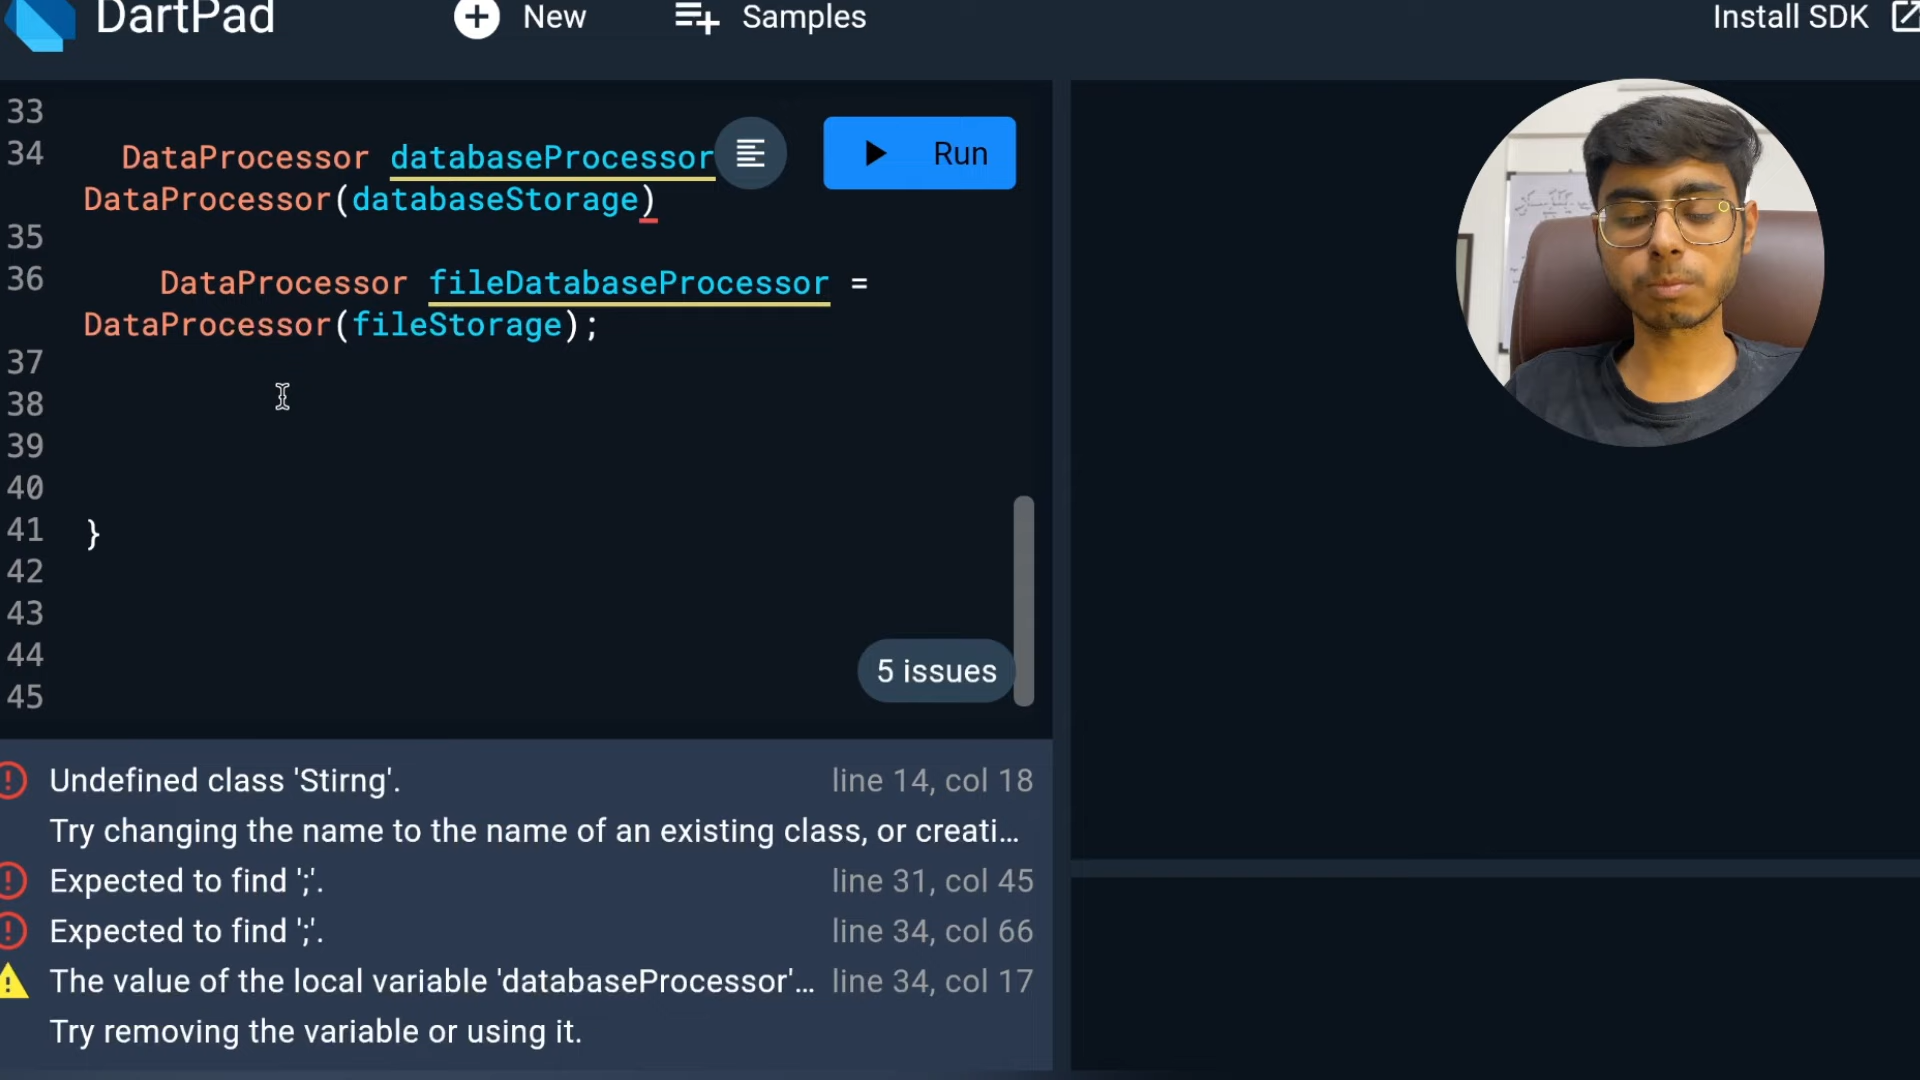 DartPad
New
Samples
Install SDK
33
34 DataProcessor databaseProcessor
DataProcessor(databaseStorage)
Run
35
36 DataProcessor fileDatabaseProcessor =
DataProcessor(fileStorage);
37
38
39
40
41 }
42
43
44
45
5 issues
Undefined class 'Stirng'. line 14, col 18
Try changing the name to the name of an existing class, or creati...
Expected to find ';'. line 31, col 45
Expected to find ';'. line 34, col 66
The value of the local variable 'databaseProcessor'... line 34, col 17
Try removing the variable or using it.